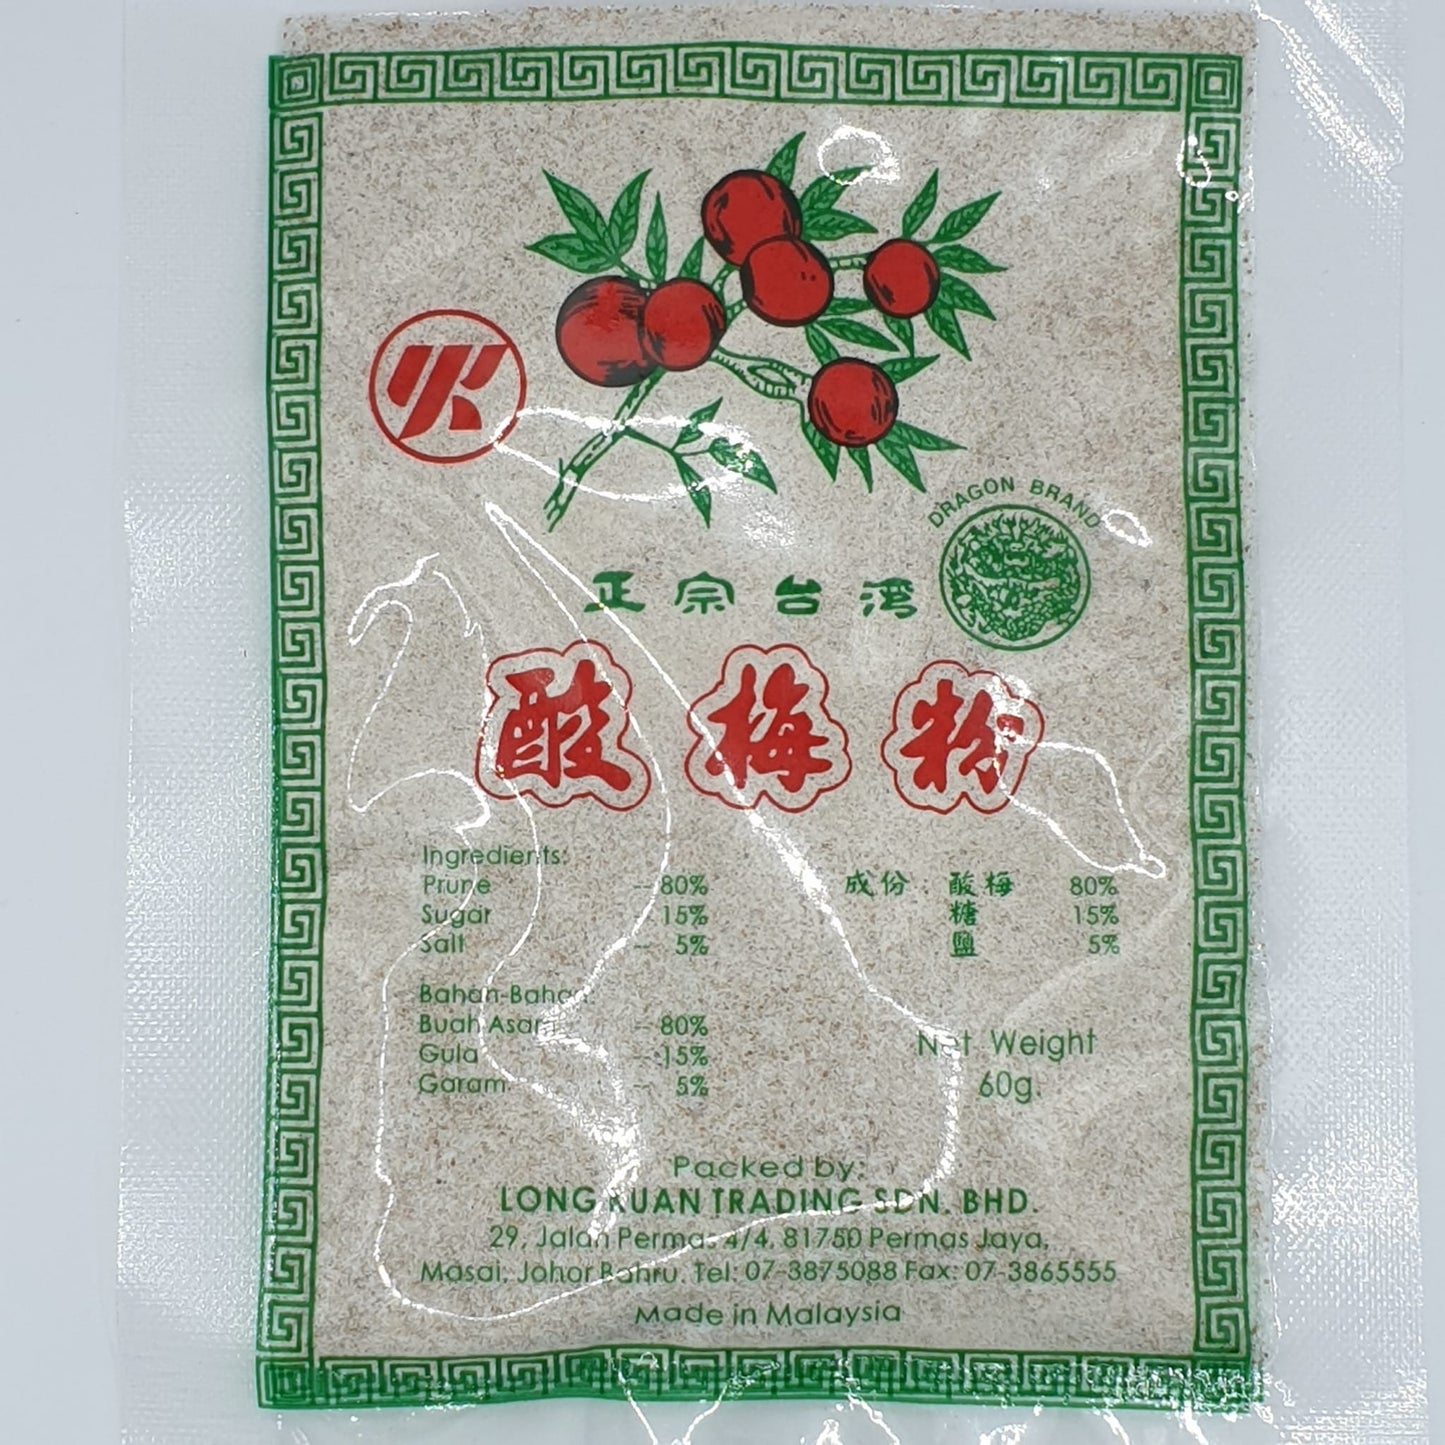 DRAGON BRAND
正宗台湾
酸梅粉
Ingredients:
Prune – 80%
Sugar – 15%
Salt – 5%
成份: 酸梅 80%
糖 15%
鹽 5%
Bahan-Bahan:
Buah Asam – 80%
Gula – 15%
Garam – 5%
Net Weight
60g.
Packed by:
LONG KUAN TRADING SDN. BHD.
29, Jalan Permas 4/4, 81750 Permas Jaya,
Masai, Johor Bahru. Tel: 07-3875088 Fax: 07-3865555
Made in Malaysia